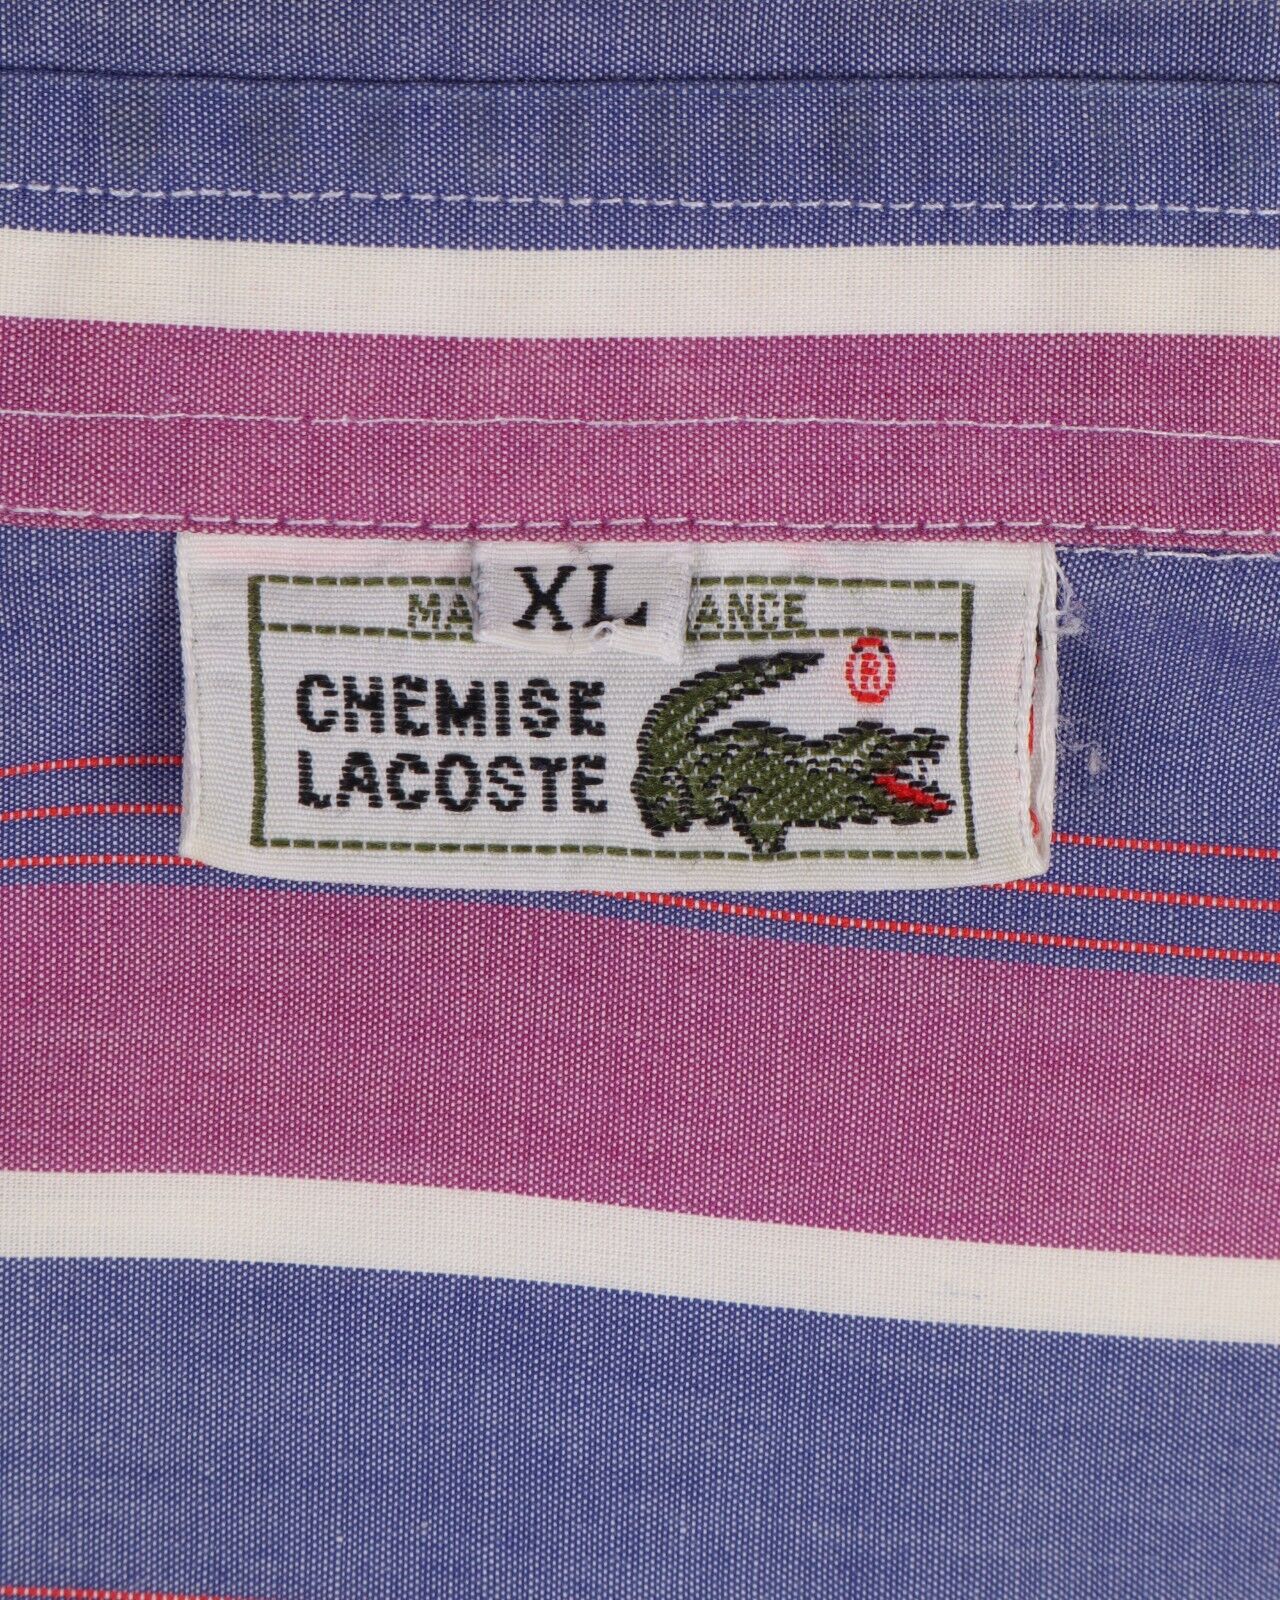 XL
MA ANCE
CHEMISE
LACOSTE
®